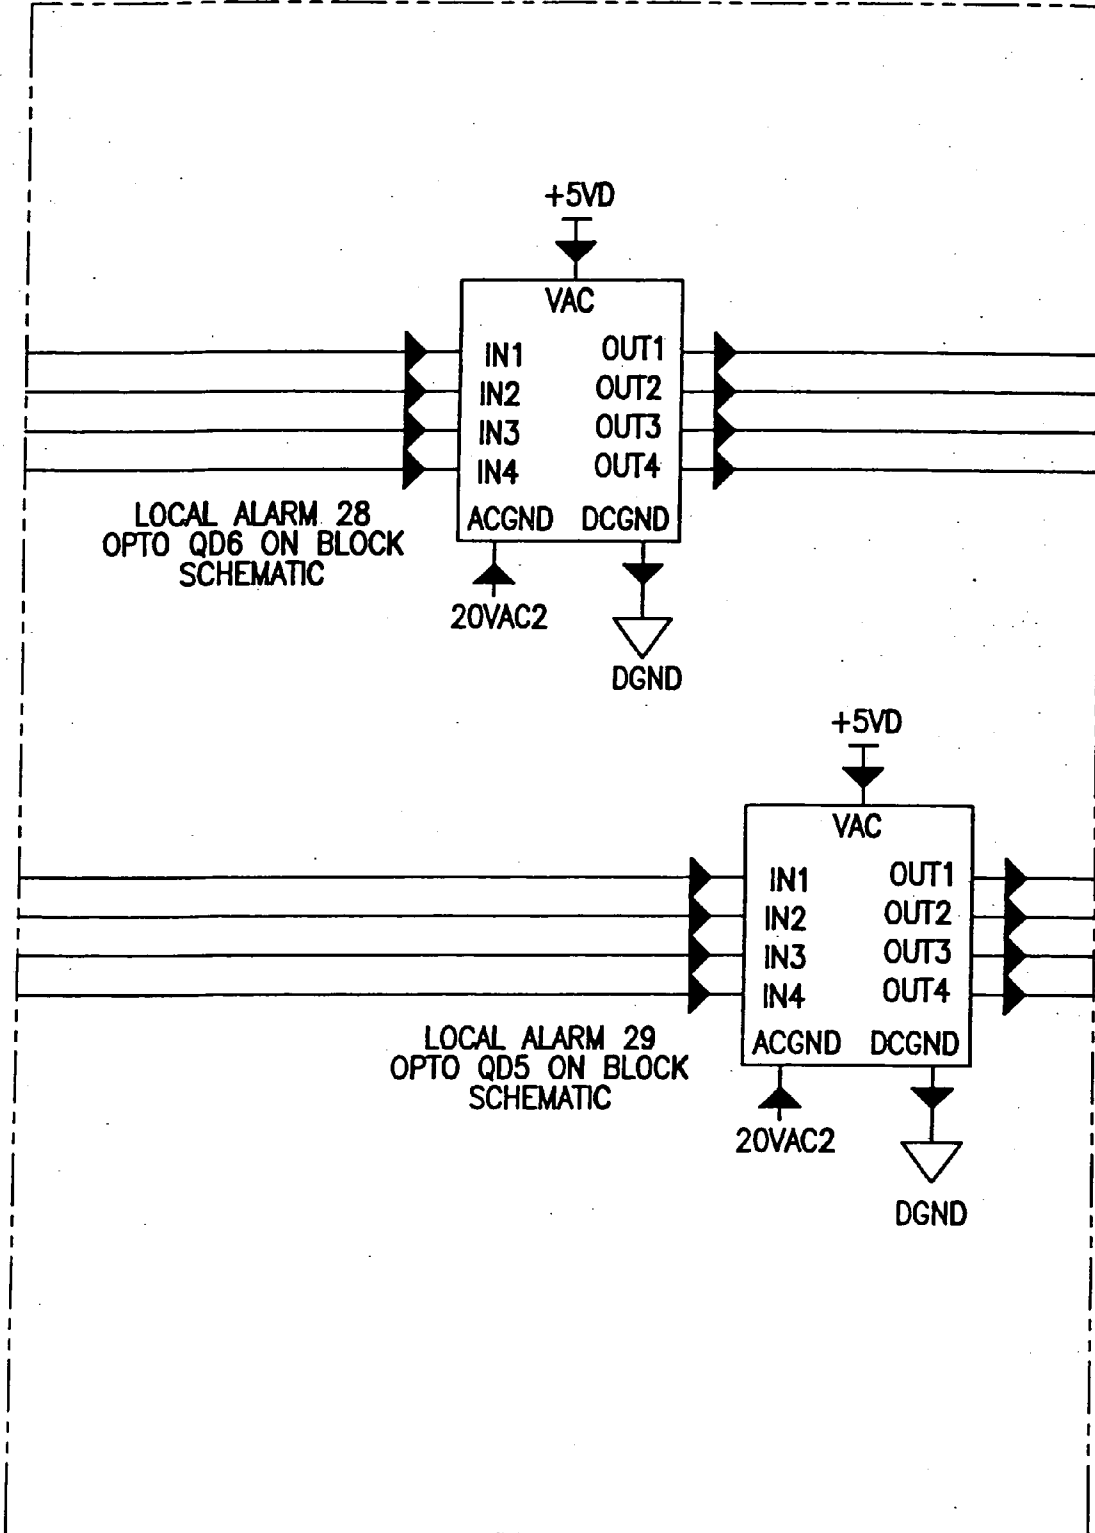 +5VD
VAC
IN1 OUT1
IN2 OUT2
IN3 OUT3
IN4 OUT4
ACGND DCGND
LOCAL ALARM 28
OPTO QD6 ON BLOCK
SCHEMATIC
20VAC2
DGND
+5VD
VAC
IN1 OUT1
IN2 OUT2
IN3 OUT3
IN4 OUT4
ACGND DCGND
LOCAL ALARM 29
OPTO QD5 ON BLOCK
SCHEMATIC
20VAC2
DGND